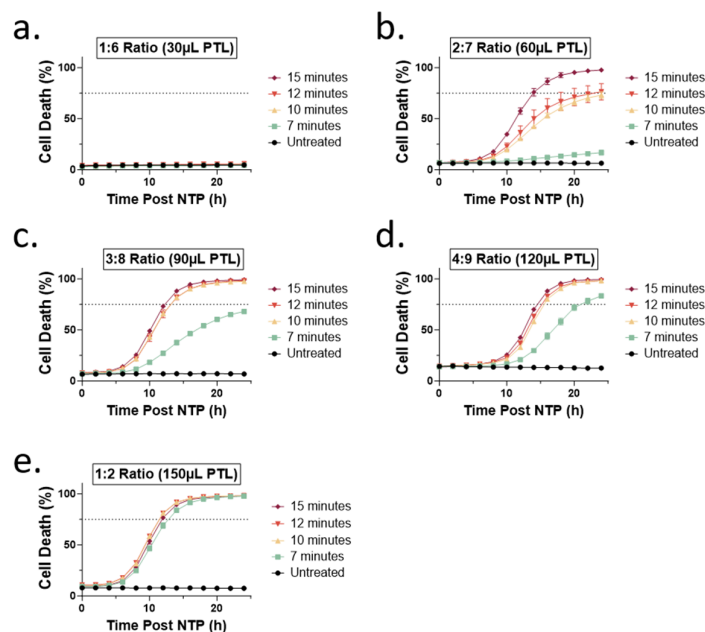 a.
1:6 Ratio (30µL PTL)
Cell Death (%)
100
50
0
0 10 20
Time Post NTP (h)
15 minutes
12 minutes
10 minutes
7 minutes
Untreated
b.
2:7 Ratio (60µL PTL)
Cell Death (%)
100
50
0
0 10 20
Time Post NTP (h)
15 minutes
12 minutes
10 minutes
7 minutes
Untreated
c.
3:8 Ratio (90µL PTL)
Cell Death (%)
100
50
0
0 10 20
Time Post NTP (h)
15 minutes
12 minutes
10 minutes
7 minutes
Untreated
d.
4:9 Ratio (120µL PTL)
Cell Death (%)
100
50
0
0 10 20
Time Post NTP (h)
15 minutes
12 minutes
10 minutes
7 minutes
Untreated
e.
1:2 Ratio (150µL PTL)
Cell Death (%)
100
50
0
0 10 20
Time Post NTP (h)
15 minutes
12 minutes
10 minutes
7 minutes
Untreated